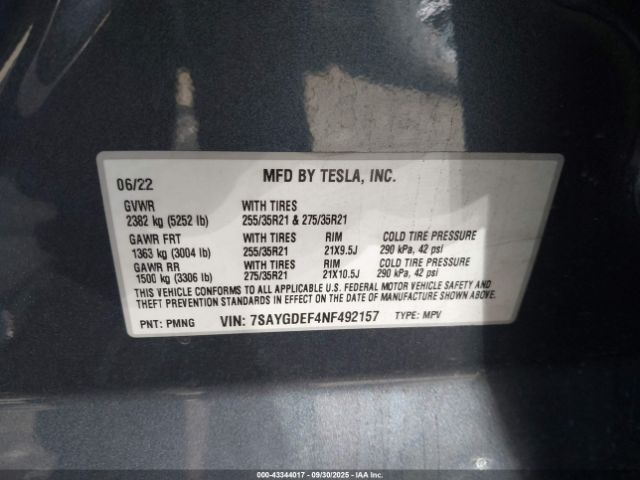 06/22 MFD BY TESLA, INC.
GVWR WITH TIRES
2382 kg (5252 lb) 255/35R21 & 275/35R21
GAWR FRT WITH TIRES RIM COLD TIRE PRESSURE
1363 kg (3004 lb) 255/35R21 21X9.5J 290 kPa, 42 psi
GAWR RR WITH TIRES RIM COLD TIRE PRESSURE
1500 kg (3306 lb) 275/35R21 21X10.5J 290 kPa, 42 psi
THIS VEHICLE CONFORMS TO ALL APPLICABLE U.S. FEDERAL MOTOR VEHICLE SAFETY AND
THEFT PREVENTION STANDARDS IN EFFECT ON THE DATE OF MANUFACTURE SHOWN ABOVE.
PNT: PMNG VIN: 7SAYGDEF4NF492157 TYPE: MPV
000-43344017 - 09/30/2025 - IAAI, Inc.